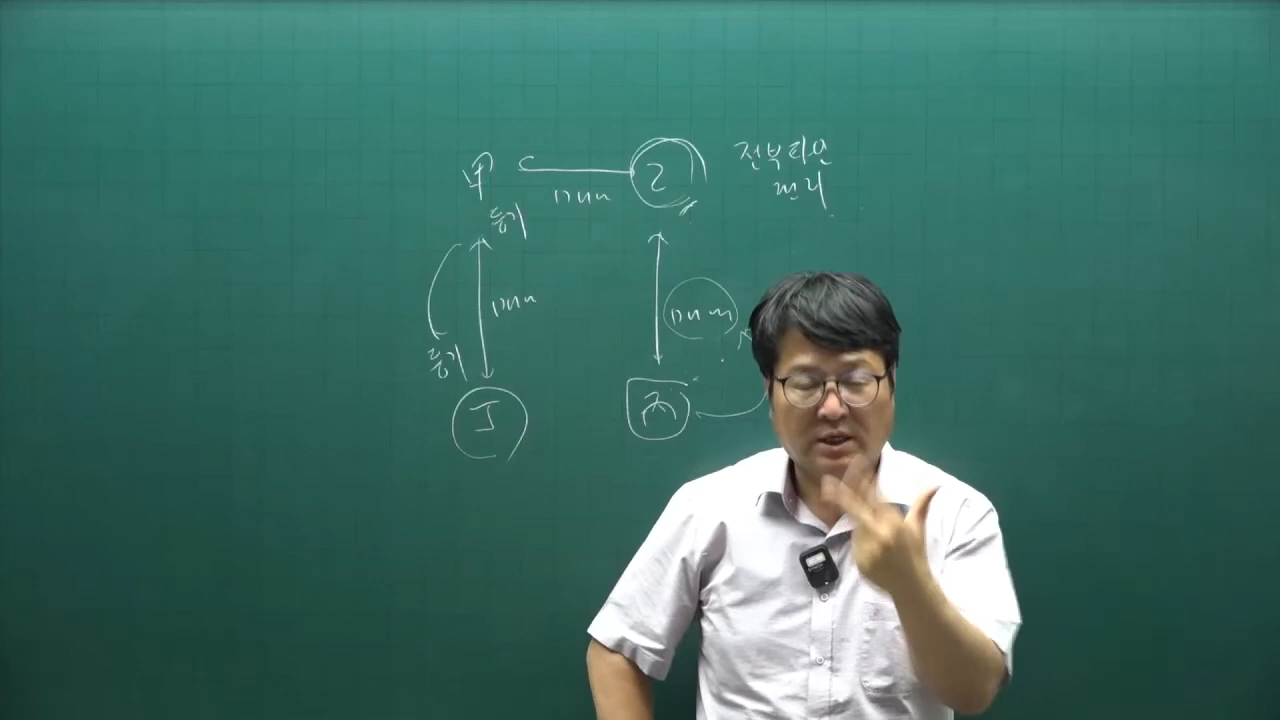 甲 乙 전부타인
권리
등기
매매
매매 매매
등기
丁 丙